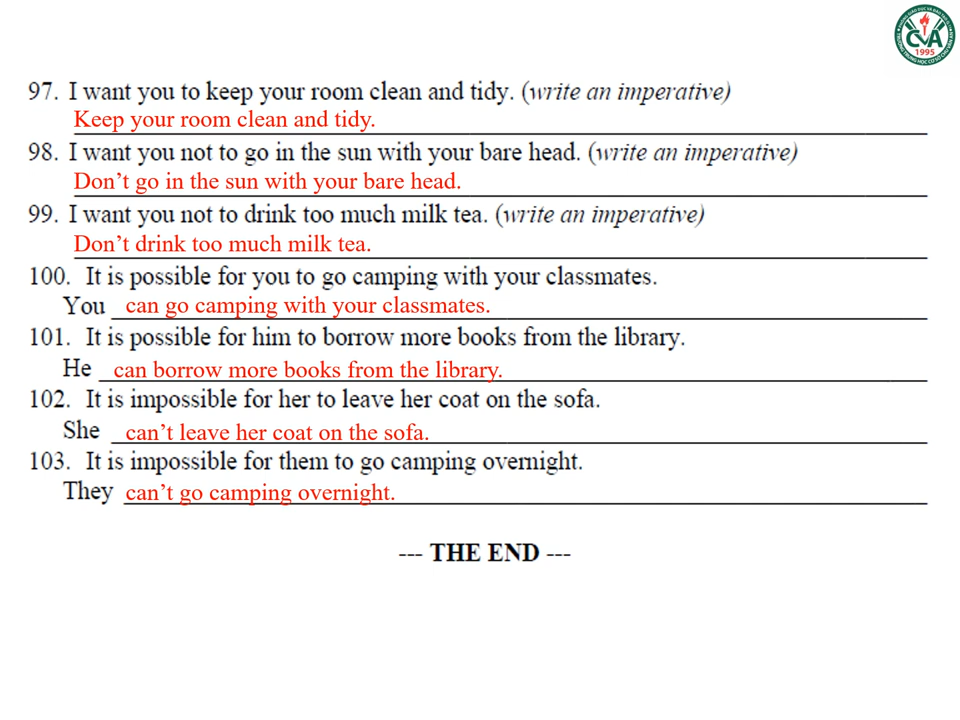 CVA
1995
97. I want you to keep your room clean and tidy. (write an imperative)
Keep your room clean and tidy.
98. I want you not to go in the sun with your bare head. (write an imperative)
Don’t go in the sun with your bare head.
99. I want you not to drink too much milk tea. (write an imperative)
Don’t drink too much milk tea.
100. It is possible for you to go camping with your classmates.
You can go camping with your classmates.
101. It is possible for him to borrow more books from the library.
He can borrow more books from the library.
102. It is impossible for her to leave her coat on the sofa.
She can’t leave her coat on the sofa.
103. It is impossible for them to go camping overnight.
They can’t go camping overnight.
--- THE END ---